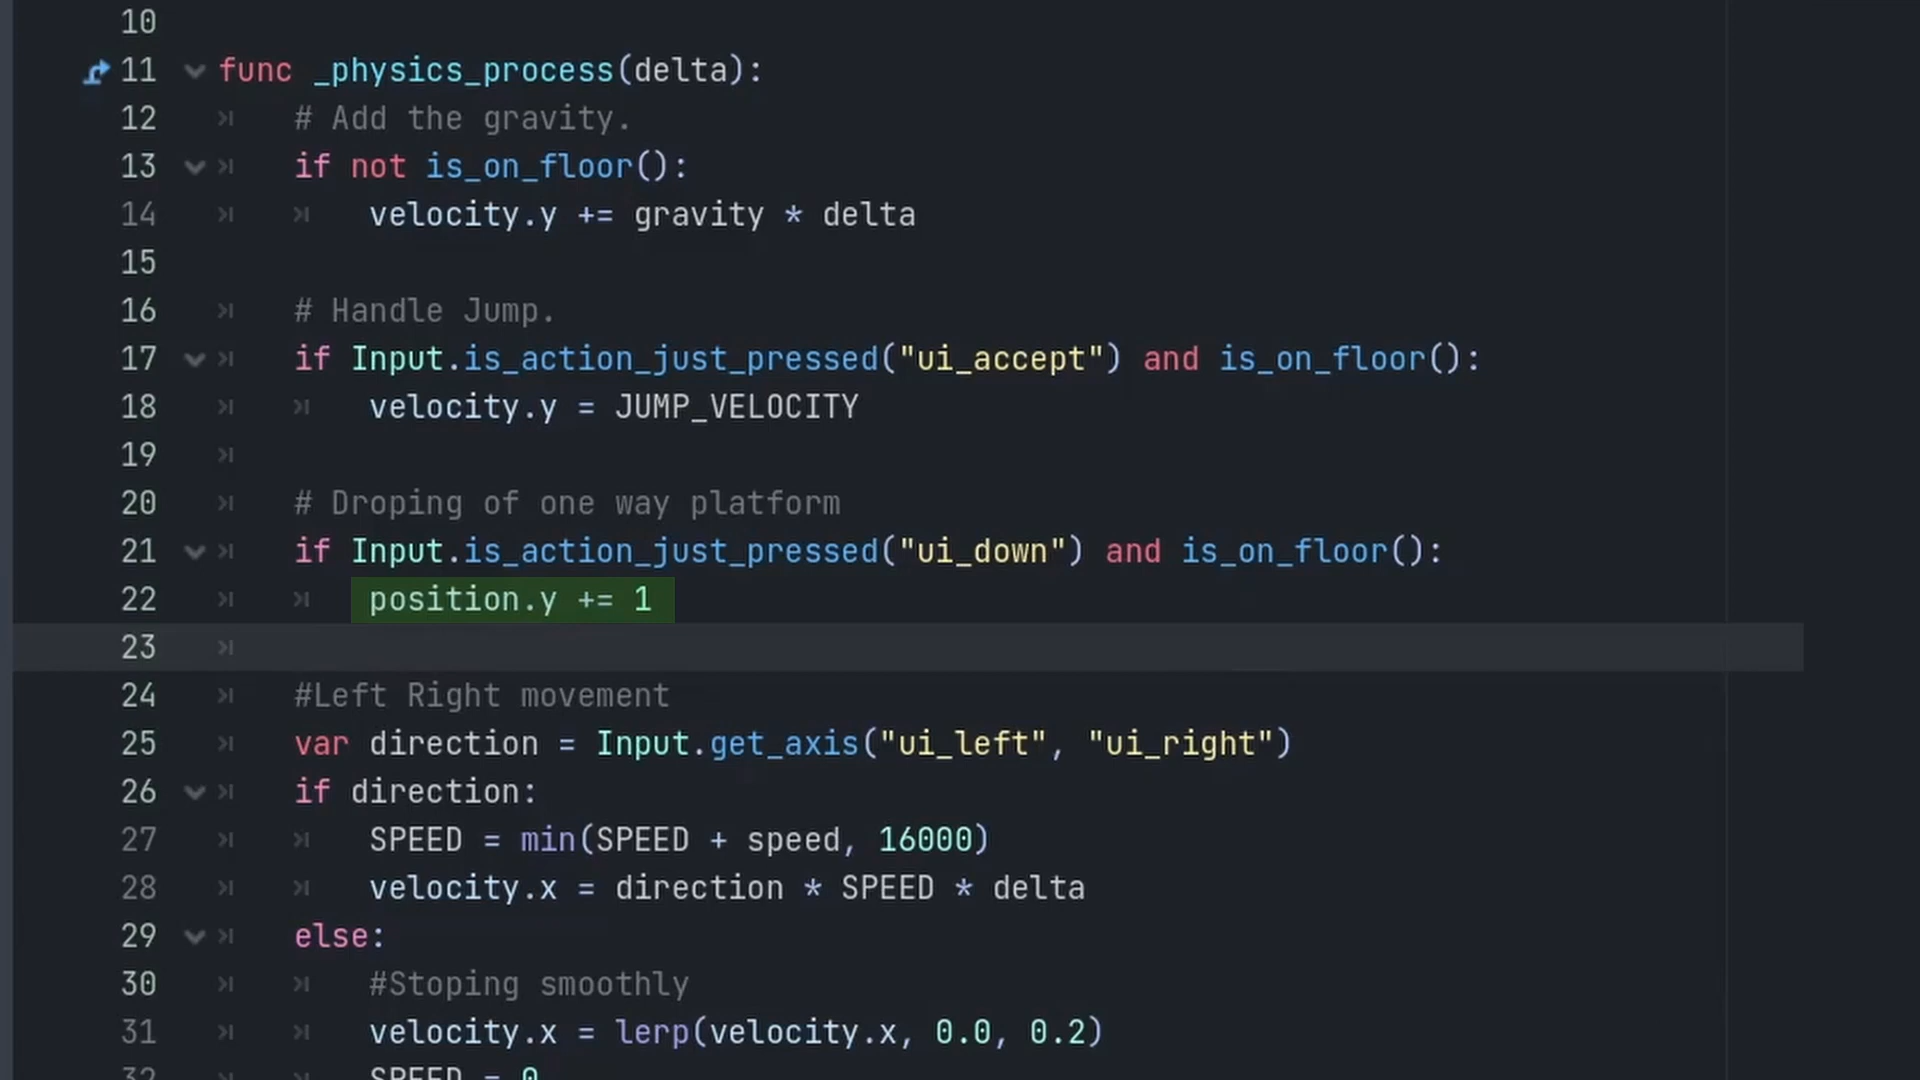 10
11 func _physics_process(delta):
12 # Add the gravity.
13 if not is_on_floor():
14 velocity.y += gravity * delta
15
16 # Handle Jump.
17 if Input.is_action_just_pressed("ui_accept") and is_on_floor():
18 velocity.y = JUMP_VELOCITY
19
20 # Droping of one way platform
21 if Input.is_action_just_pressed("ui_down") and is_on_floor():
22 position.y += 1
23
24 #Left Right movement
25 var direction = Input.get_axis("ui_left", "ui_right")
26 if direction:
27 SPEED = min(SPEED + speed, 16000)
28 velocity.x = direction * SPEED * delta
29 else:
30 #Stoping smoothly
31 velocity.x = lerp(velocity.x, 0.0, 0.2)
32 SPEED = 0